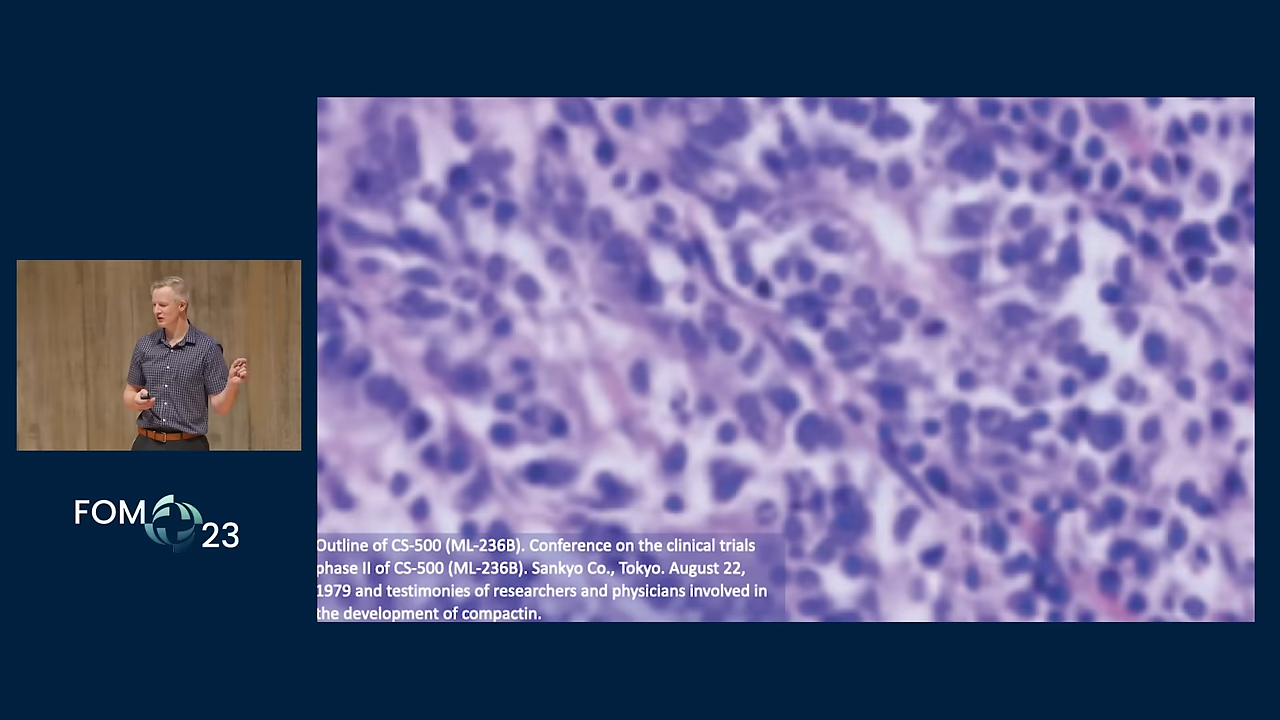 FOM 23
Outline of CS-500 (ML-236B). Conference on the clinical trials
phase II of CS-500 (ML-236B). Sankyo Co., Tokyo. August 22,
1979 and testimonies of researchers and physicians involved in
the development of compactin.